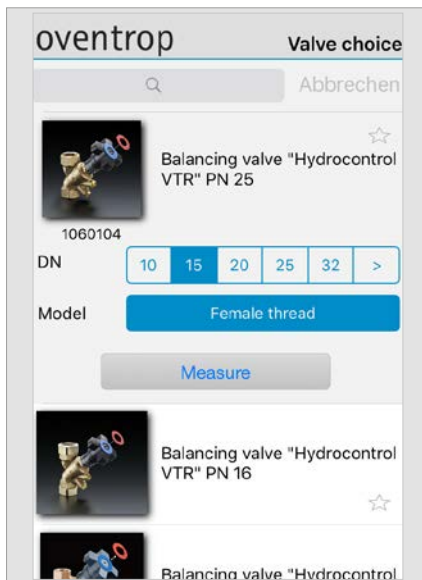 oventrop
Valve choice
Abbrechen
Balancing valve "Hydrocontrol
VTR" PN 25
1060104
DN
10 15 20 25 32 >
Model
Female thread
Measure
Balancing valve "Hydrocontrol
VTR" PN 16
Balancing valve "Hydrocontrol